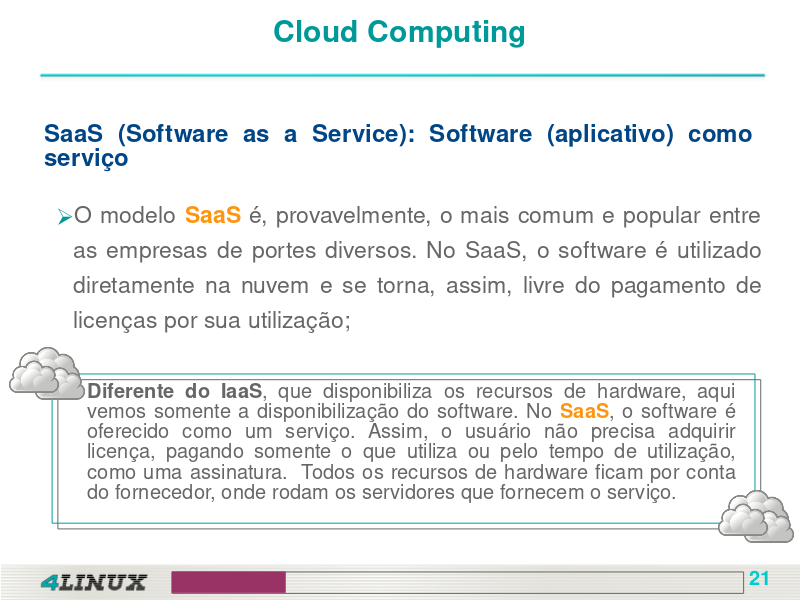 Cloud Computing
SaaS (Software as a Service): Software (aplicativo) como
serviço
➢O modelo SaaS é, provavelmente, o mais comum e popular entre
as empresas de portes diversos. No SaaS, o software é utilizado
diretamente na nuvem e se torna, assim, livre do pagamento de
licenças por sua utilização;
Diferente do IaaS, que disponibiliza os recursos de hardware, aqui
vemos somente a disponibilização do software. No SaaS, o software é
oferecido como um serviço. Assim, o usuário não precisa adquirir
licença, pagando somente o que utiliza ou pelo tempo de utilização,
como uma assinatura. Todos os recursos de hardware ficam por conta
do fornecedor, onde rodam os servidores que fornecem o serviço.
4LINUX
21